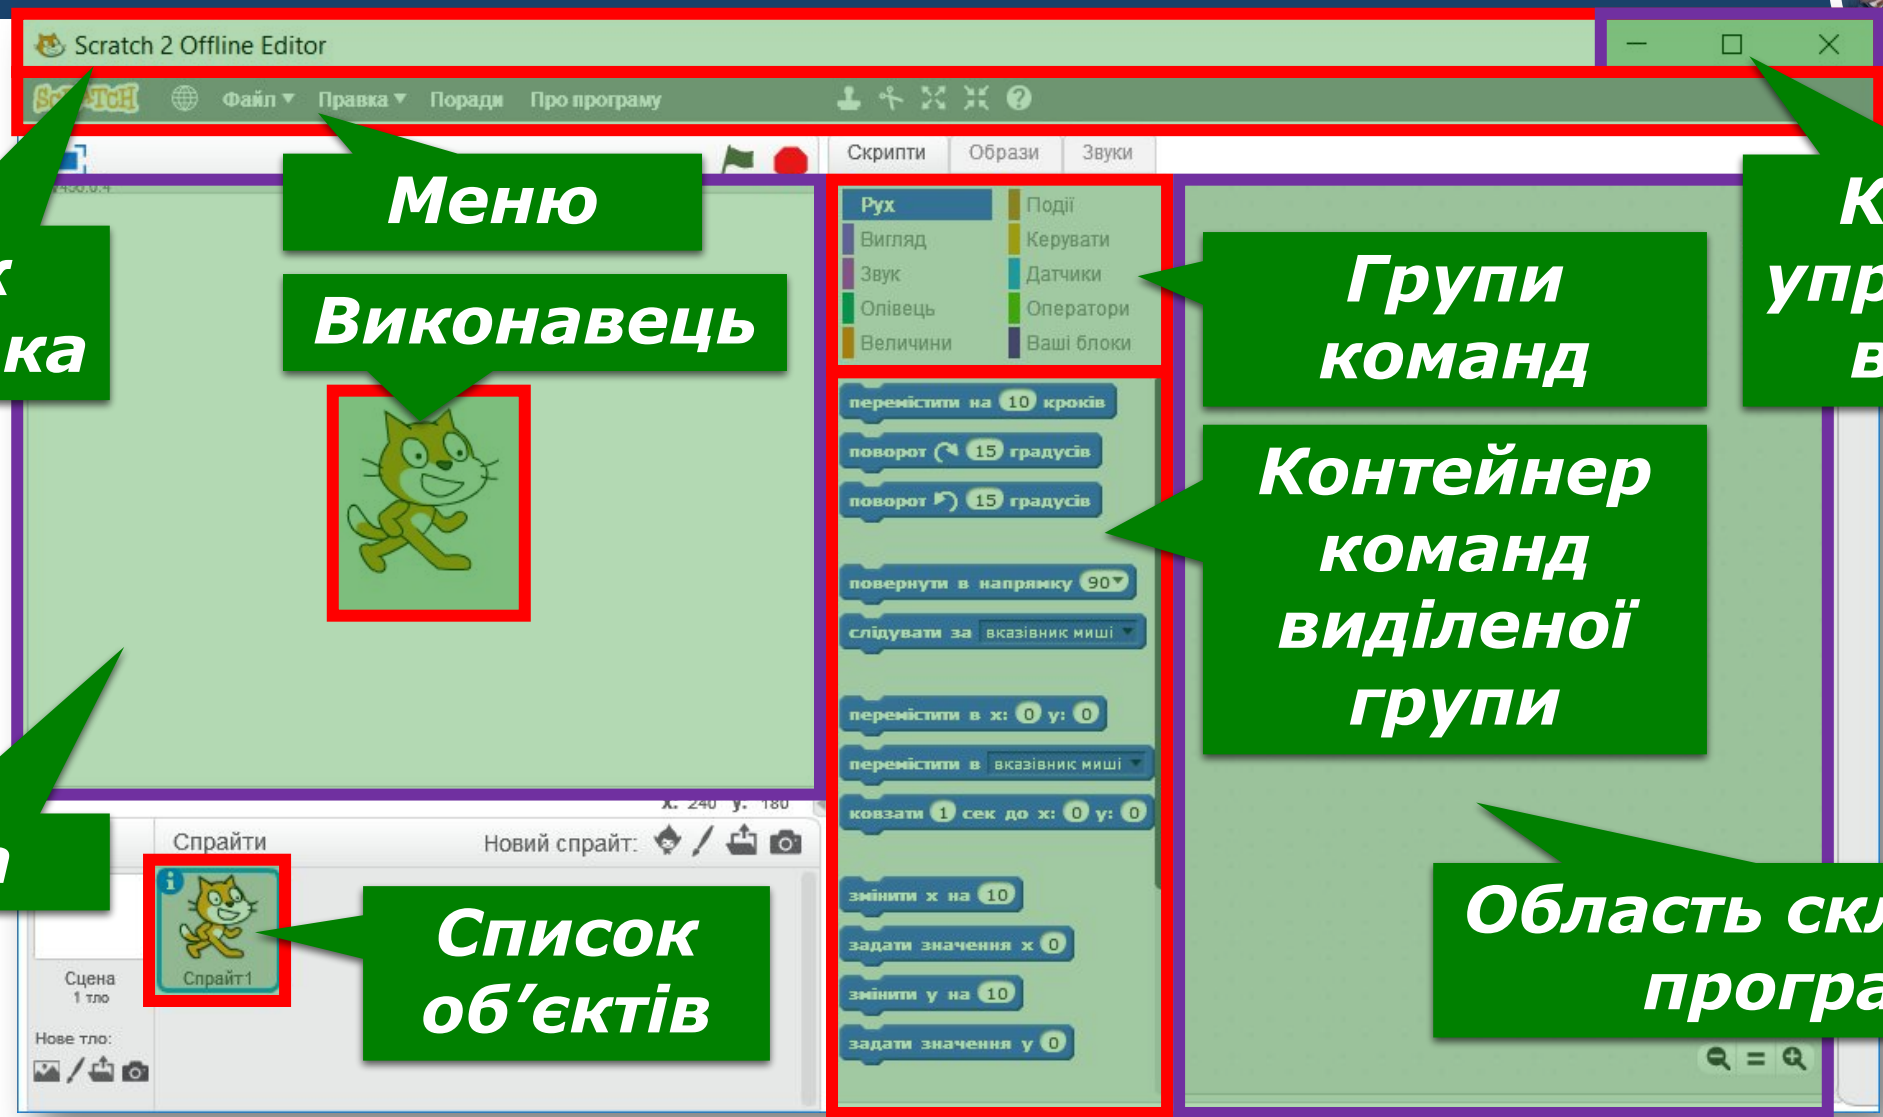 Scratch 2 Offline Editor
SCRATCH Файл Правка Поради Про програму
Скрипти Образи Звуки
Меню
Виконавець
Рух Події
Вигляд Керувати
Звук Датчики
Олівець Оператори
Величини Ваші блоки
Групи
команд
перемістити на 10 кроків
поворот 15 градусів
поворот 15 градусів
повернути в напрямку 90
слідувати за вказівник миші
перемістити в x: 0 y: 0
перемістити в вказівник миші
ковзати 1 сек до x: 0 y: 0
змінити x на 10
задати значення x 0
змінити y на 10
задати значення y 0
Контейнер
команд
виділеної
групи
x: 240 y: 180
Спрайти Новий спрайт:
Спрайт1
Сцена
1 тло
Нове тло:
Список
об’єктів
Область